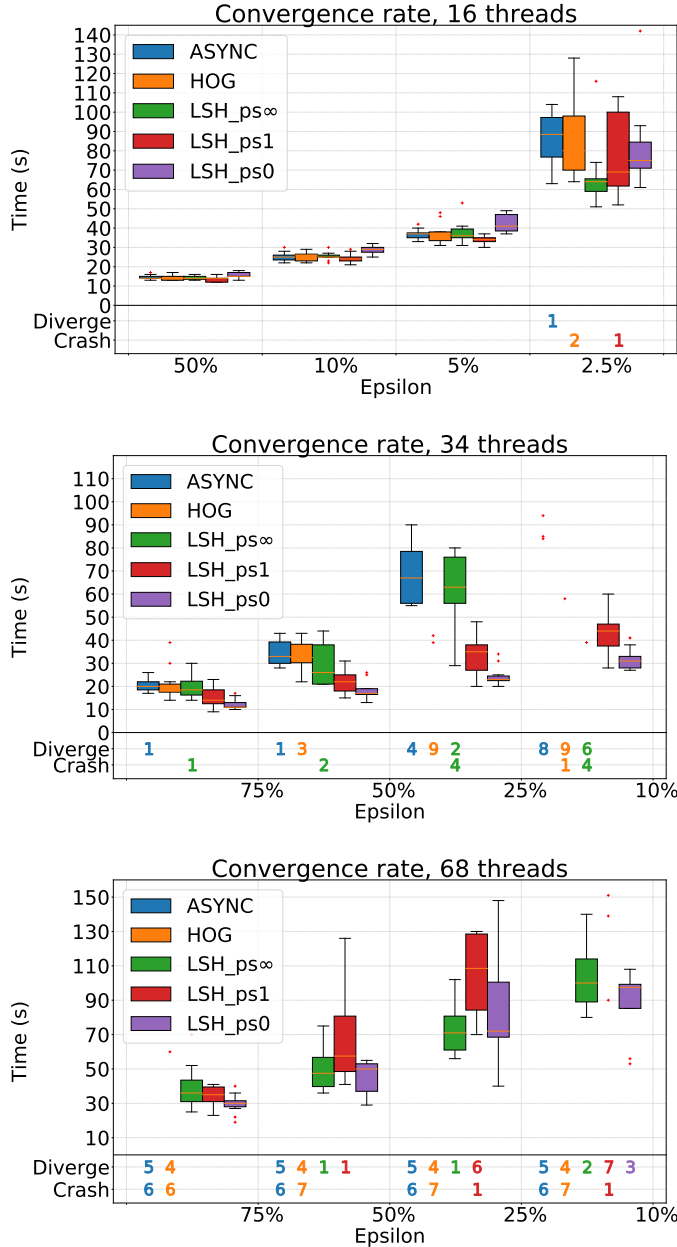 Convergence rate, 16 threads
140
130
120
110
100
90
80
70
60
50
40
30
20
10
0
Time (s)
ASYNC
HOG
LSH_ps∞
LSH_ps1
LSH_ps0
Diverge 1
Crash 2 1
50% 10% 5% 2.5%
Epsilon
Convergence rate, 34 threads
110
100
90
80
70
60
50
40
30
20
10
0
Time (s)
ASYNC
HOG
LSH_ps∞
LSH_ps1
LSH_ps0
Diverge 1 1 3 4 9 2 8 9 6
Crash 1 2 4 1 4
75% 50% 25% 10%
Epsilon
Convergence rate, 68 threads
150
130
110
90
70
50
30
10
Time (s)
ASYNC
HOG
LSH_ps∞
LSH_ps1
LSH_ps0
Diverge 5 4 5 4 1 1 5 4 1 6 5 4 2 7 3
Crash 6 6 6 7 6 7 1 6 7 1
75% 50% 25% 10%
Epsilon